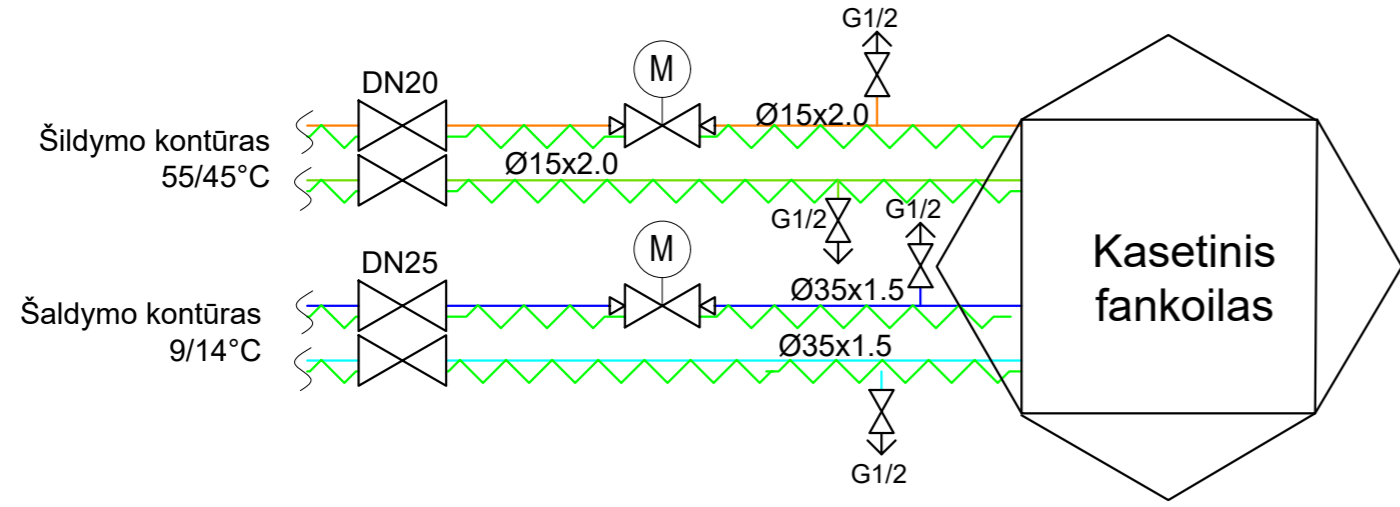 G1/2
M
DN20
Ø15x2.0
Šildymo kontūras
55/45°C
Ø15x2.0
G1/2
G1/2
M
DN25
Ø35x1.5
Šaldymo kontūras
9/14°C
Ø35x1.5
G1/2
Kasetinis
fankoilas